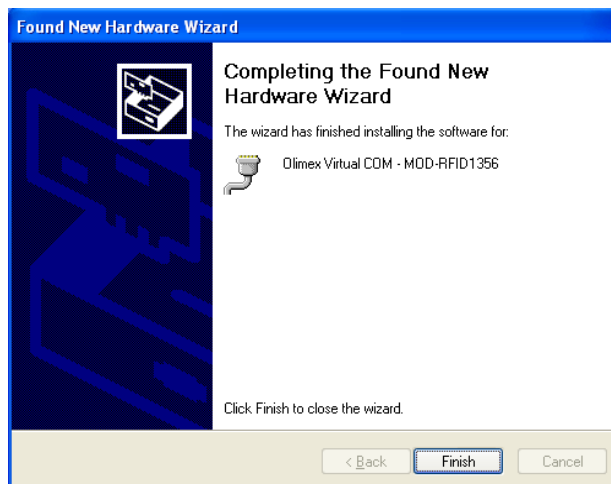 Found New Hardware Wizard
Completing the Found New
Hardware Wizard
The wizard has finished installing the software for:
Olimex Virtual COM - MOD-RFID1356
Click Finish to close the wizard.
< Back
Finish
Cancel